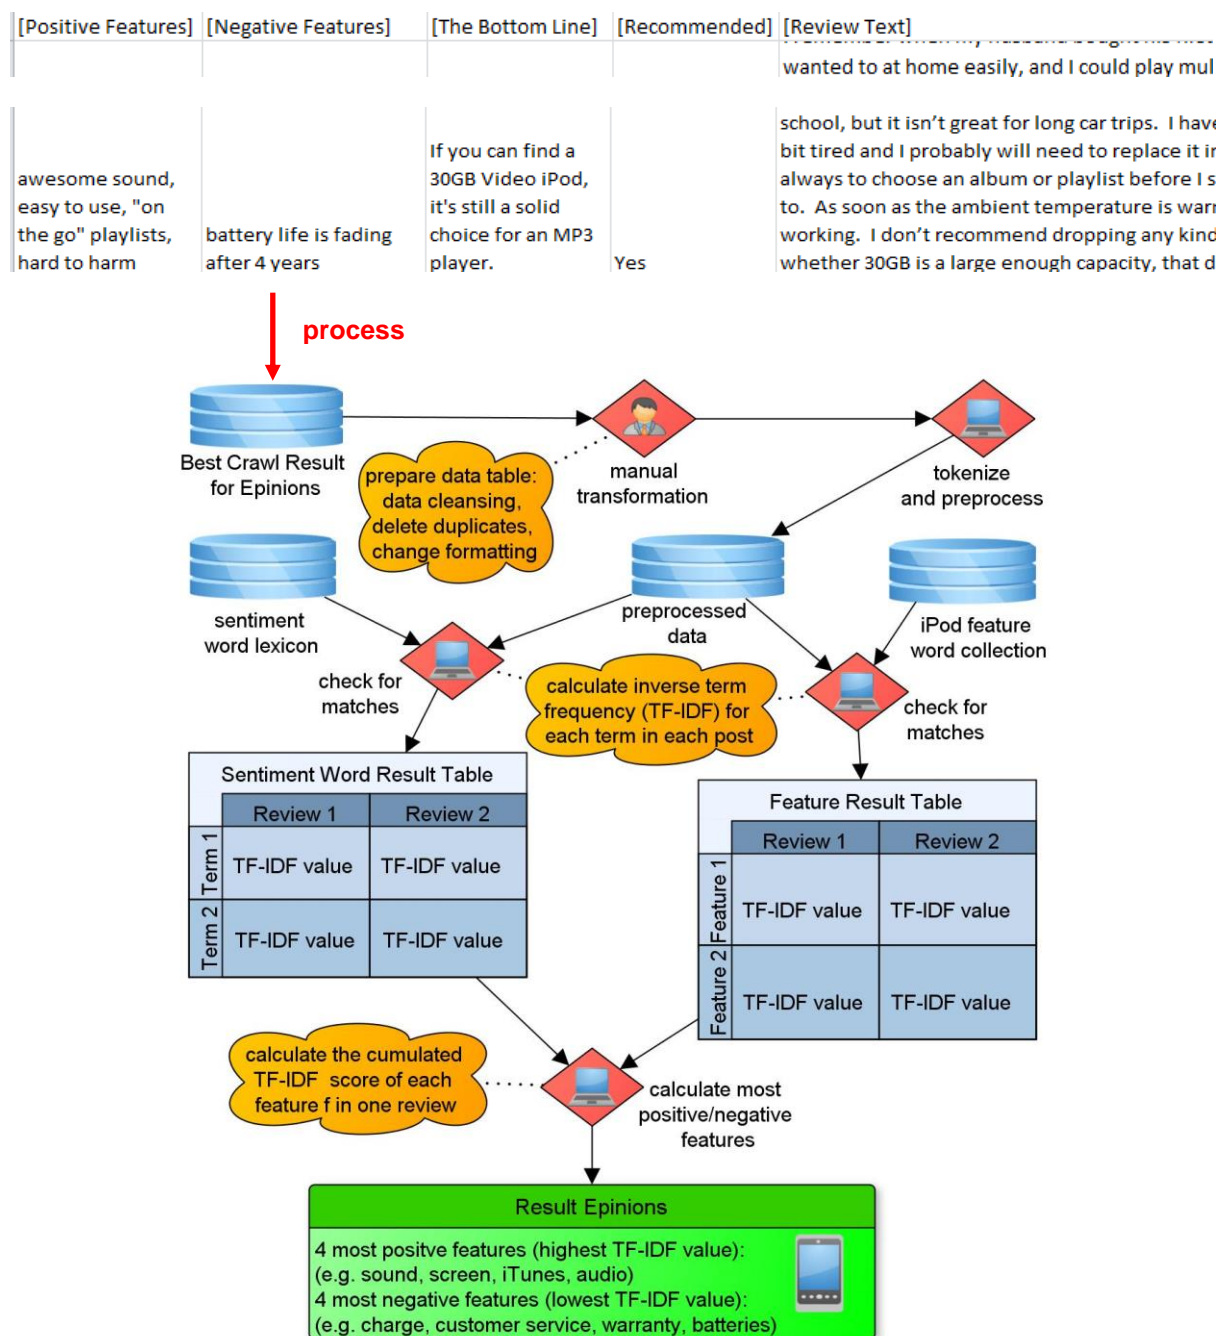 [Positive Features] [Negative Features] [The Bottom Line] [Recommended] [Review Text]
wanted to at home easily, and I could play mul
awesome sound,
easy to use, "on
the go" playlists,
hard to harm
battery life is fading
after 4 years
If you can find a
30GB Video iPod,
it's still a solid
choice for an MP3
player.
Yes
school, but it isn't great for long car trips.  I have
bit tired and I probably will need to replace it in
always to choose an album or playlist before I s
to.  As soon as the ambient temperature is warm
working.  I don't recommend dropping any kind
whether 30GB is a large enough capacity, that d
process
Best Crawl Result
for Epinions
prepare data table:
data cleansing,
delete duplicates,
change formatting
manual
transformation
tokenize
and preprocess
sentiment
word lexicon
preprocessed
data
iPod feature
word collection
check for
matches
calculate inverse term
frequency (TF-IDF) for
each term in each post
check for
matches
Sentiment Word Result Table
Review 1 Review 2
Term 1 TF-IDF value TF-IDF value
Term 2 TF-IDF value TF-IDF value
Feature Result Table
Review 1 Review 2
Feature 1 TF-IDF value TF-IDF value
Feature 2 TF-IDF value TF-IDF value
calculate the cumulated
TF-IDF score of each
feature f in one review
calculate most
positive/negative
features
Result Epinions
4 most positve features (highest TF-IDF value):
(e.g. sound, screen, iTunes, audio)
4 most negative features (lowest TF-IDF value):
(e.g. charge, customer service, warranty, batteries)